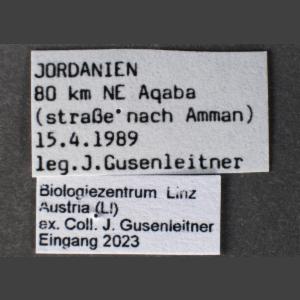 JORDANIEN
80 km NE Aqaba
(straße nach Amman)
15.4.1989
leg.J.Gusenleitner
Biologiezentrum Linz
Austria (LI)
ex. Coll. J. Gusenleitner
Eingang 2023